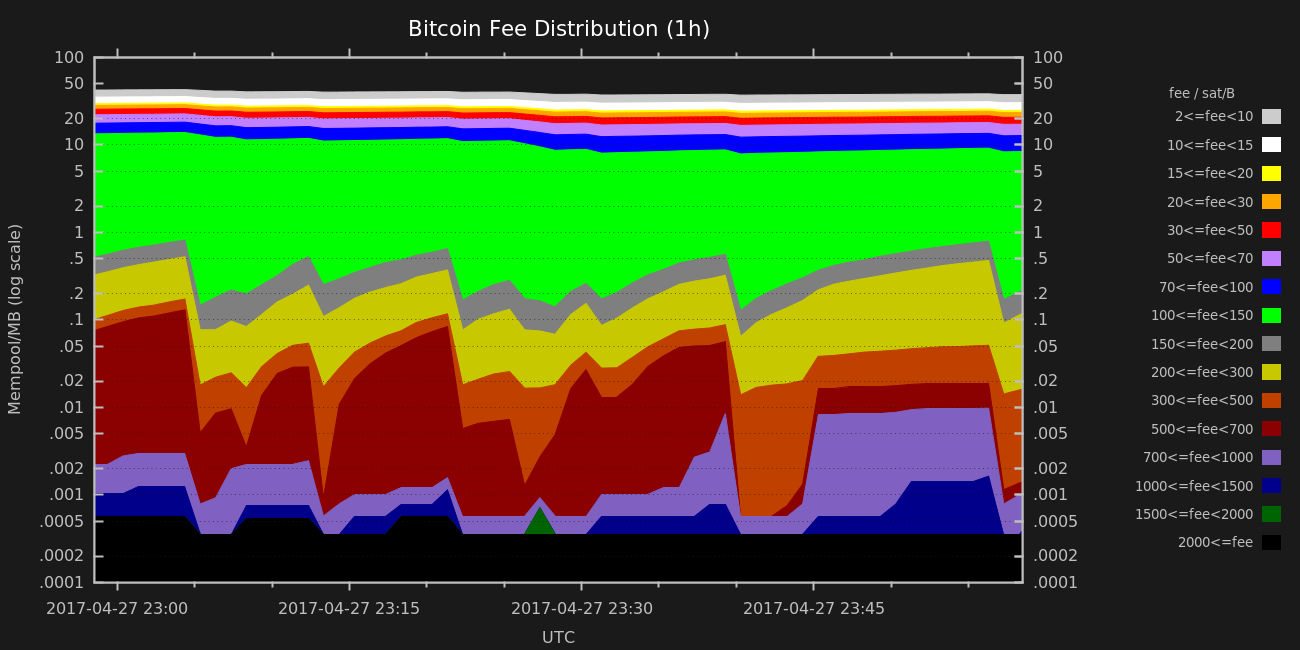 Bitcoin Fee Distribution (1h)
100 100
50 50
20 20
10 10
5 5
2 2
1 1
.5 .5
.2 .2
.1 .1
.05 .05
.02 .02
.01 .01
.005 .005
.002 .002
.001 .001
.0005 .0005
.0002 .0002
.0001 .0001
Mempool/MB (log scale)
2017-04-27 23:00 2017-04-27 23:15 2017-04-27 23:30 2017-04-27 23:45
UTC
fee / sat/B
2<=fee<10
10<=fee<15
15<=fee<20
20<=fee<30
30<=fee<50
50<=fee<70
70<=fee<100
100<=fee<150
150<=fee<200
200<=fee<300
300<=fee<500
500<=fee<700
700<=fee<1000
1000<=fee<1500
1500<=fee<2000
2000<=fee